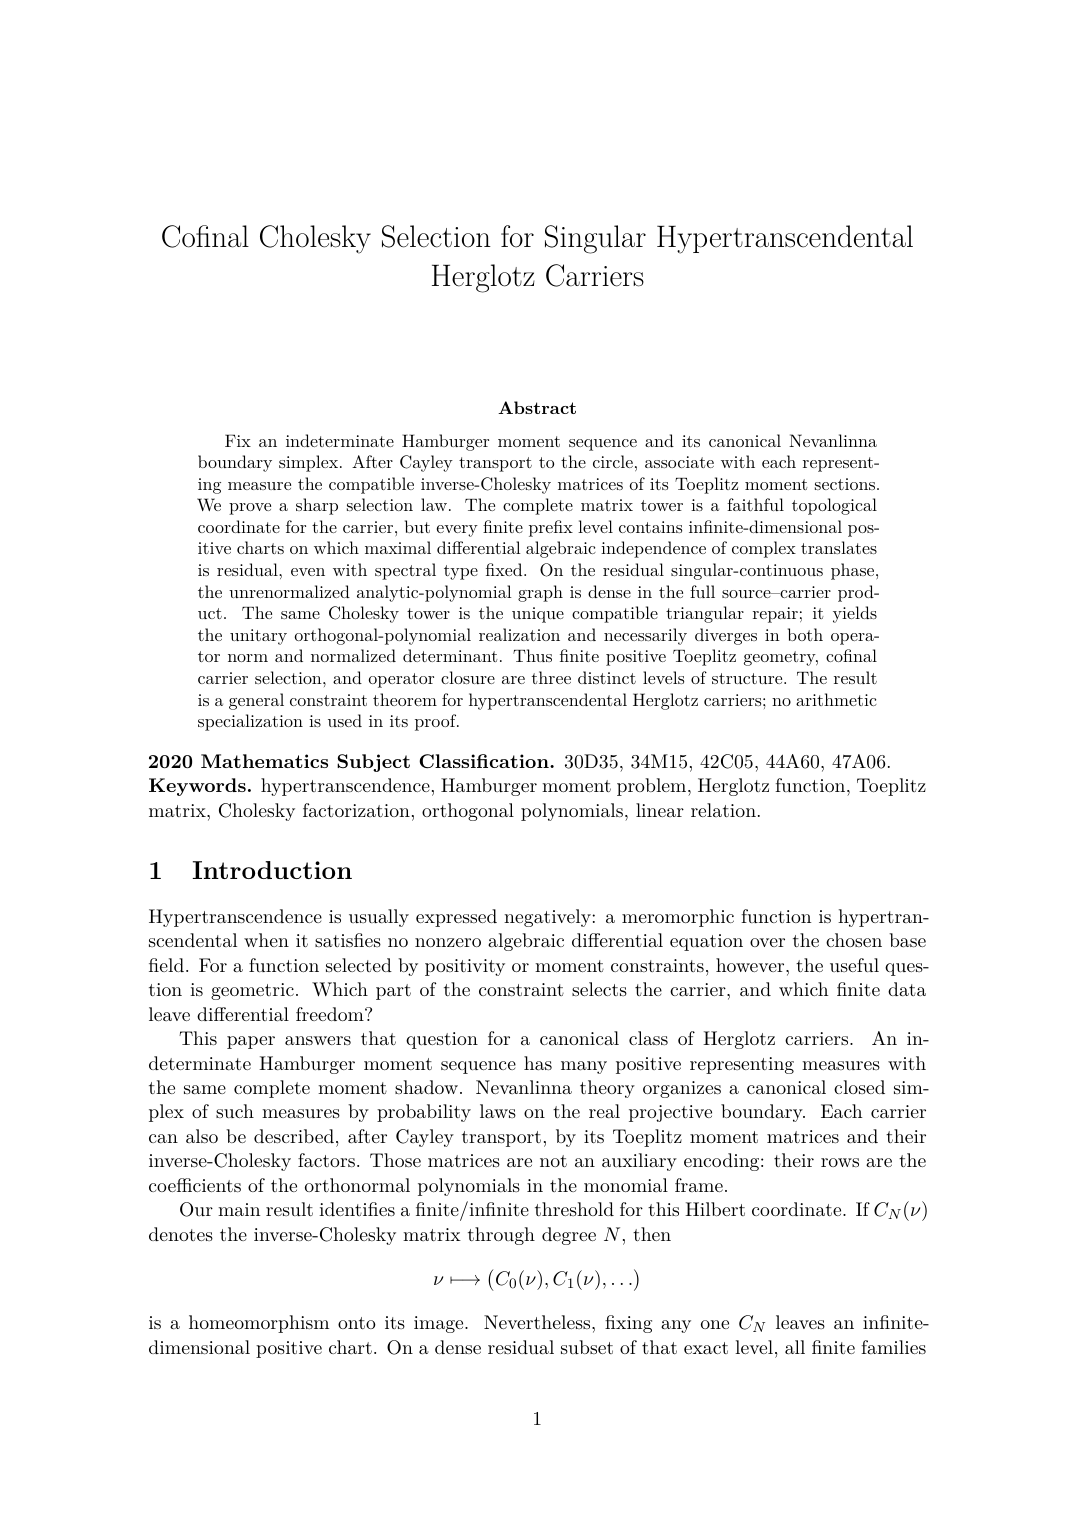 Cofinal Cholesky Selection for Singular Hypertranscendental
Herglotz Carriers
Abstract
Fix an indeterminate Hamburger moment sequence and its canonical Nevanlinna
boundary simplex. After Cayley transport to the circle, associate with each represent-
ing measure the compatible inverse-Cholesky matrices of its Toeplitz moment sections.
We prove a sharp selection law. The complete matrix tower is a faithful topological
coordinate for the carrier, but every finite prefix level contains infinite-dimensional pos-
itive charts on which maximal differential algebraic independence of complex translates
is residual, even with spectral type fixed. On the residual singular-continuous phase,
the unrenormalized analytic-polynomial graph is dense in the full source–carrier prod-
uct. The same Cholesky tower is the unique compatible triangular repair; it yields
the unitary orthogonal-polynomial realization and necessarily diverges in both opera-
tor norm and normalized determinant. Thus finite positive Toeplitz geometry, cofinal
carrier selection, and operator closure are three distinct levels of structure. The result
is a general constraint theorem for hypertranscendental Herglotz carriers; no arithmetic
specialization is used in its proof.
2020 Mathematics Subject Classification. 30D35, 34M15, 42C05, 44A60, 47A06.
Keywords. hypertranscendence, Hamburger moment problem, Herglotz function, Toeplitz
matrix, Cholesky factorization, orthogonal polynomials, linear relation.
1 Introduction
Hypertranscendence is usually expressed negatively: a meromorphic function is hypertran-
scendental when it satisfies no nonzero algebraic differential equation over the chosen base
field. For a function selected by positivity or moment constraints, however, the useful ques-
tion is geometric. Which part of the constraint selects the carrier, and which finite data
leave differential freedom?
This paper answers that question for a canonical class of Herglotz carriers. An in-
determinate Hamburger moment sequence has many positive representing measures with
the same complete moment shadow. Nevanlinna theory organizes a canonical closed sim-
plex of such measures by probability laws on the real projective boundary. Each carrier
can also be described, after Cayley transport, by its Toeplitz moment matrices and their
inverse-Cholesky factors. Those matrices are not an auxiliary encoding: their rows are the
coefficients of the orthonormal polynomials in the monomial frame.
Our main result identifies a finite/infinite threshold for this Hilbert coordinate. If C_N(ν)
denotes the inverse-Cholesky matrix through degree N, then
ν ⟼ (C_0(ν), C_1(ν), . . .)
is a homeomorphism onto its image. Nevertheless, fixing any one C_N leaves an infinite-
dimensional positive chart. On a dense residual subset of that exact level, all finite families
1